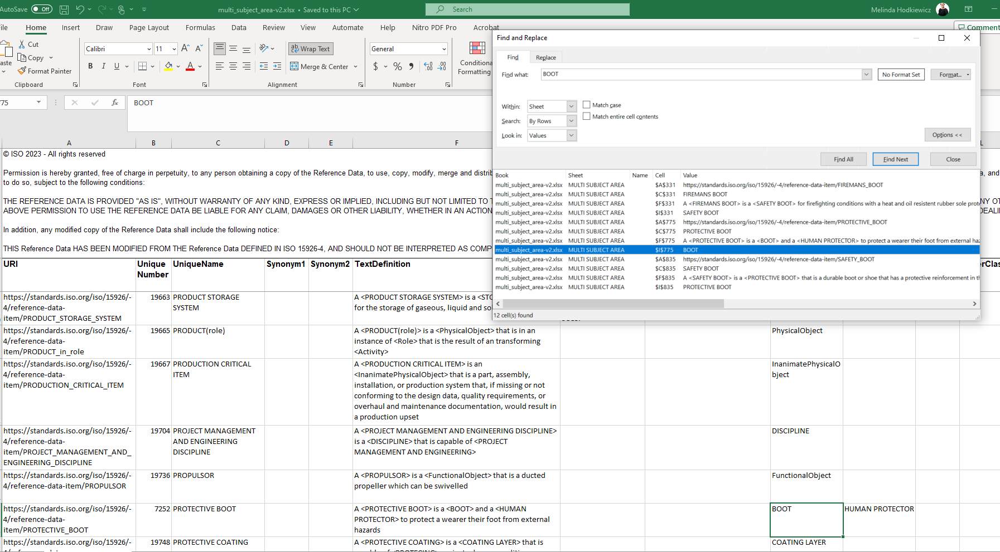 AutoSave Off multi_subject_area-v2.xlsx • Saved to this PC Search Melinda Hodkiewicz
ile Home Insert Draw Page Layout Formulas Data Review View Automate Help Nitro PDF Pro Acrobat Comment
Cut
Copy
aste
Format Painter
Clipboard
Calibri 11 A A
B I U A
Font
ab Wrap Text
Merge & Center
Alignment
General
$ % 9
Number
Conditiona
Formatting
775 fx BOOT
Find and Replace
Find Replace
Find what: BOOT No Format Set Format...
Within: Sheet Match case
Search: By Rows Match entire cell contents
Look in: Values
Options <<
Find All Find Next Close
Book Sheet Name Cell Value
multi_subject_area-v2.xlsx MULTI SUBJECT AREA $A$331 https://standards.iso.org/iso/15926/-4/reference-data-item/FIREMANS_BOOT
multi_subject_area-v2.xlsx MULTI SUBJECT AREA $C$331 FIREMANS BOOT
multi_subject_area-v2.xlsx MULTI SUBJECT AREA $F$331 A <FIREMANS BOOT> is a <SAFETY BOOT> for firefighting conditions with a heat and oil resistent rubber sole prote
multi_subject_area-v2.xlsx MULTI SUBJECT AREA $I$331 SAFETY BOOT
multi_subject_area-v2.xlsx MULTI SUBJECT AREA $A$775 https://standards.iso.org/iso/15926/-4/reference-data-item/PROTECTIVE_BOOT
multi_subject_area-v2.xlsx MULTI SUBJECT AREA $C$775 PROTECTIVE BOOT
multi_subject_area-v2.xlsx MULTI SUBJECT AREA $F$775 A <PROTECTIVE BOOT> is a <BOOT> and a <HUMAN PROTECTOR> to protect a wearer their foot from external haz
multi_subject_area-v2.xlsx MULTI SUBJECT AREA $I$775 BOOT
multi_subject_area-v2.xlsx MULTI SUBJECT AREA $A$835 https://standards.iso.org/iso/15926/-4/reference-data-item/SAFETY_BOOT
multi_subject_area-v2.xlsx MULTI SUBJECT AREA $C$835 SAFETY BOOT
multi_subject_area-v2.xlsx MULTI SUBJECT AREA $F$835 A <SAFETY BOOT> is a <PROTECTIVE BOOT> that is a durable boot or shoe that has a protective reinforcement in th
multi_subject_area-v2.xlsx MULTI SUBJECT AREA $I$835 PROTECTIVE BOOT
12 cell(s) found
A B C D E F L
© ISO 2023 - All rights reserved
Permission is hereby granted, free of charge in perpetuity, to any person obtaining a copy of the Reference Data, to use, copy, modify, merge and distrib a, and
to do so, subject to the following conditions:
THE REFERENCE DATA IS PROVIDED "AS IS", WITHOUT WARRANTY OF ANY KIND, EXPRESS OR IMPLIED, INCLUDING BUT NOT LIMITED TO T NY OT
ABOVE PERMISSION TO USE THE REFERENCE DATA BE LIABLE FOR ANY CLAIM, DAMAGES OR OTHER LIABILITY, WHETHER IN AN ACTION DEALI
In addition, any modified copy of the Reference Data shall include the following notice:
THIS Reference Data HAS BEEN MODIFIED FROM THE Reference Data DEFINED IN ISO 15926-4, AND SHOULD NOT BE INTERPRETED AS COMP
URI Unique UniqueName Synonym1 Synonym2 TextDefinition erClas
Number
https://standards.iso.org/iso/15926/- 19663 PRODUCT STORAGE A <PRODUCT STORAGE SYSTEM> is a <STO
4/reference-data- SYSTEM for the storage of gaseous, liquid and so
item/PRODUCT_STORAGE_SYSTEM
https://standards.iso.org/iso/15926/- 19665 PRODUCT(role) A <PRODUCT(role)> is a <PhysicalObject> that is in an PhysicalObject
4/reference-data- instance of <Role> that is the result of an transforming
item/PRODUCT_in_role <Activity>
https://standards.iso.org/iso/15926/- 19667 PRODUCTION CRITICAL A <PRODUCTION CRITICAL ITEM> is an InanimatePhysicalO
4/reference-data- ITEM <InanimatePhysicalObject> that is a part, assembly, bject
item/PRODUCTION_CRITICAL_ITEM installation, or production system that, if missing or not
conforming to the design data, quality requirements, or
overhaul and maintenance documentation, would result in
a production upset
https://standards.iso.org/iso/15926/- 19704 PROJECT MANAGEMENT A <PROJECT MANAGEMENT AND ENGINEERING DISCIPLINE> DISCIPLINE
4/reference-data- AND ENGINEERING is a <DISCIPLINE> that is capable of <PROJECT
item/PROJECT_MANAGEMENT_AND_ DISCIPLINE MANAGEMENT AND ENGINEERING>
ENGINEERING_DISCIPLINE
https://standards.iso.org/iso/15926/- 19736 PROPULSOR A <PROPULSOR> is a <FunctionalObject> that is a ducted FunctionalObject
4/reference-data-item/PROPULSOR propeller which can be swivelled
https://standards.iso.org/iso/15926/- 7252 PROTECTIVE BOOT A <PROTECTIVE BOOT> is a <BOOT> and a <HUMAN BOOT HUMAN PROTECTOR
4/reference-data- PROTECTOR> to protect a wearer their foot from external
item/PROTECTIVE_BOOT hazards
https://standards.iso.org/iso/15926/- 19748 PROTECTIVE COATING A <PROTECTIVE COATING> is a <COATING LAYER> that is COATING LAYER